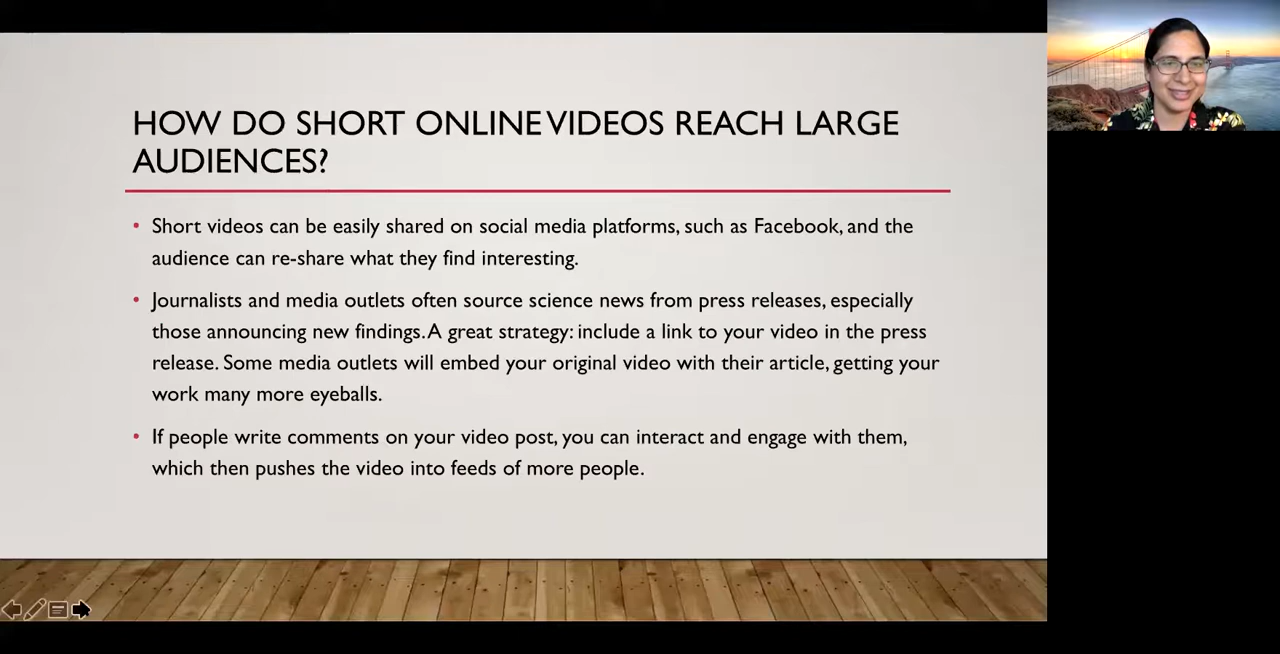 HOW DO SHORT ONLINE VIDEOS REACH LARGE
AUDIENCES?
• Short videos can be easily shared on social media platforms, such as Facebook, and the
audience can re-share what they find interesting.
• Journalists and media outlets often source science news from press releases, especially
those announcing new findings. A great strategy: include a link to your video in the press
release. Some media outlets will embed your original video with their article, getting your
work many more eyeballs.
• If people write comments on your video post, you can interact and engage with them,
which then pushes the video into feeds of more people.